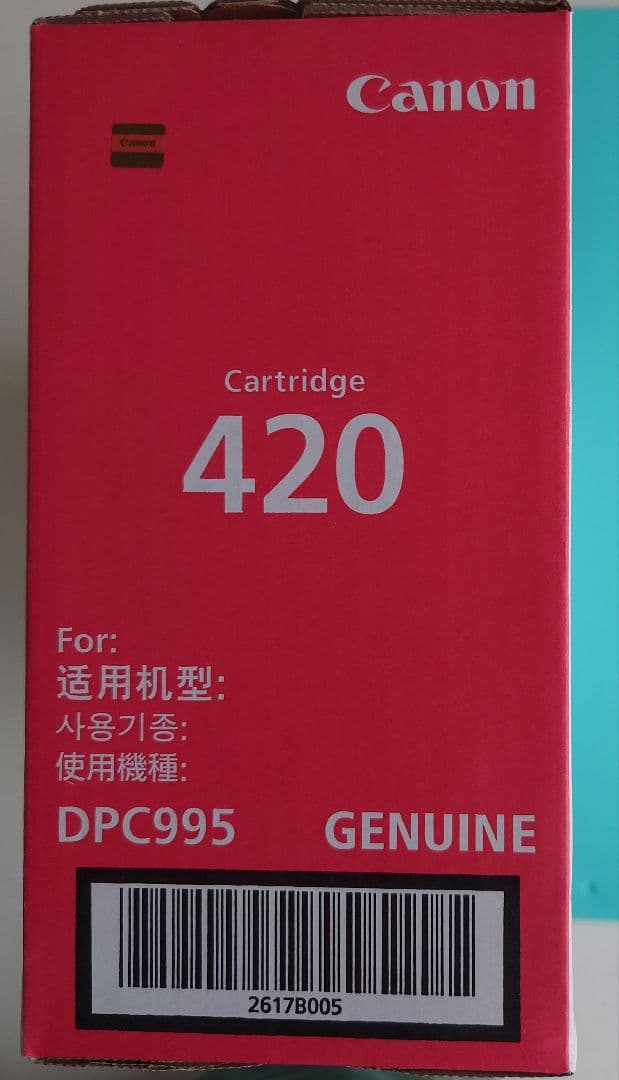 Canon
Canon
Cartridge
420
For:
适用机型:
사용기종:
使用機種:
DPC995
GENUINE
2617B005